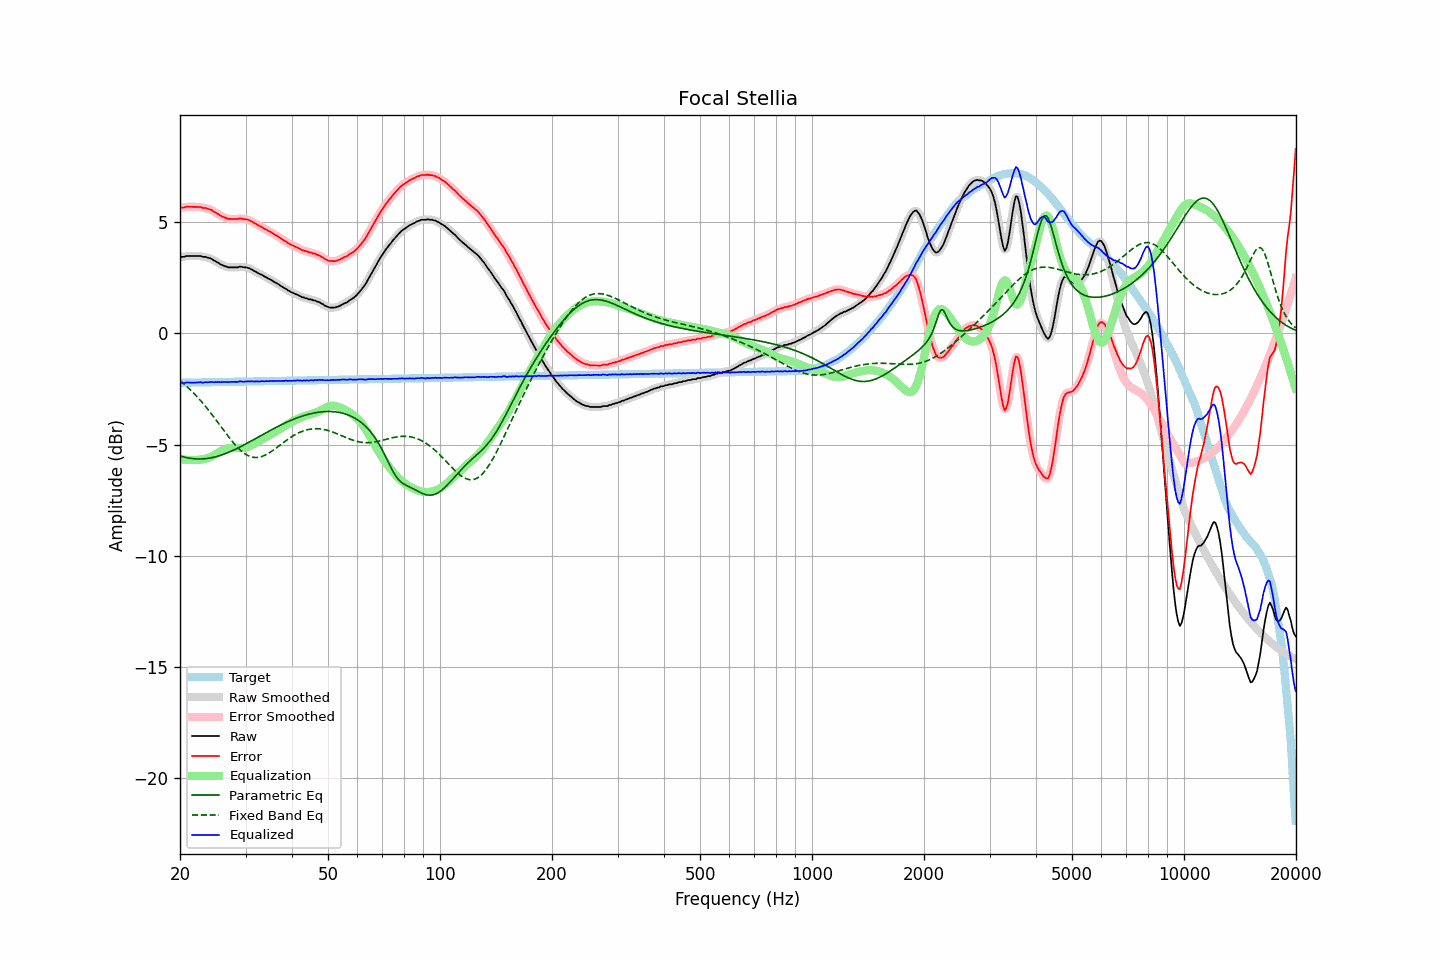 Focal Stellia
Amplitude (dBr)
5
0
−5
−10
−15
−20
Target
Raw Smoothed
Error Smoothed
Raw
Error
Equalization
Parametric Eq
Fixed Band Eq
Equalized
20 50 100 200 500 1000 2000 5000 10000 20000
Frequency (Hz)